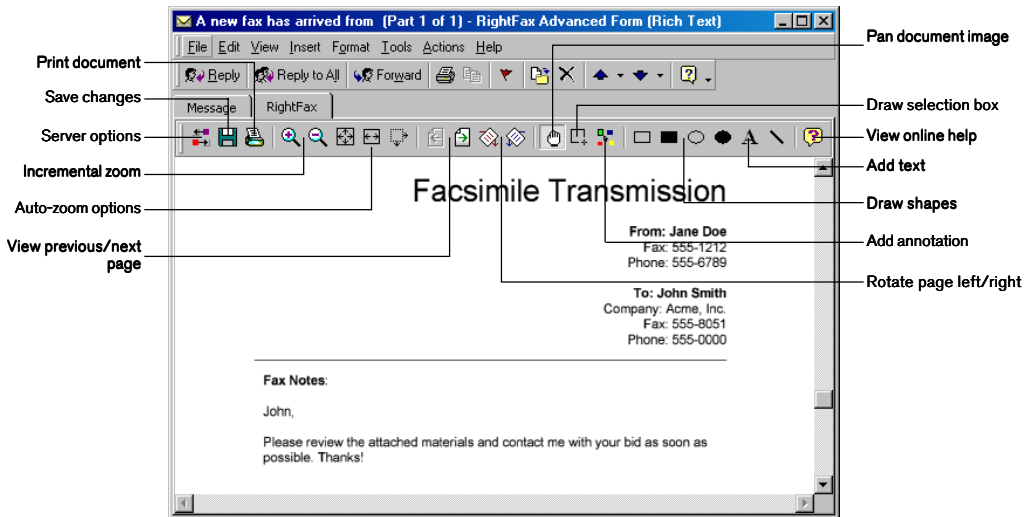 A new fax has arrived from (Part 1 of 1) - RightFax Advanced Form (Rich Text)
File Edit View Insert Format Tools Actions Help
Reply Reply to All Forward
Message RightFax
Print document
Save changes
Server options
Incremental zoom
Auto-zoom options
View previous/next
page
Pan document image
Draw selection box
View online help
Add text
Draw shapes
Add annotation
Rotate page left/right
Facsimile Transmission
From: Jane Doe
Fax: 555-1212
Phone: 555-6789
To: John Smith
Company: Acme, Inc.
Fax: 555-8051
Phone: 555-0000
Fax Notes:
John,
Please review the attached materials and contact me with your bid as soon as
possible. Thanks!